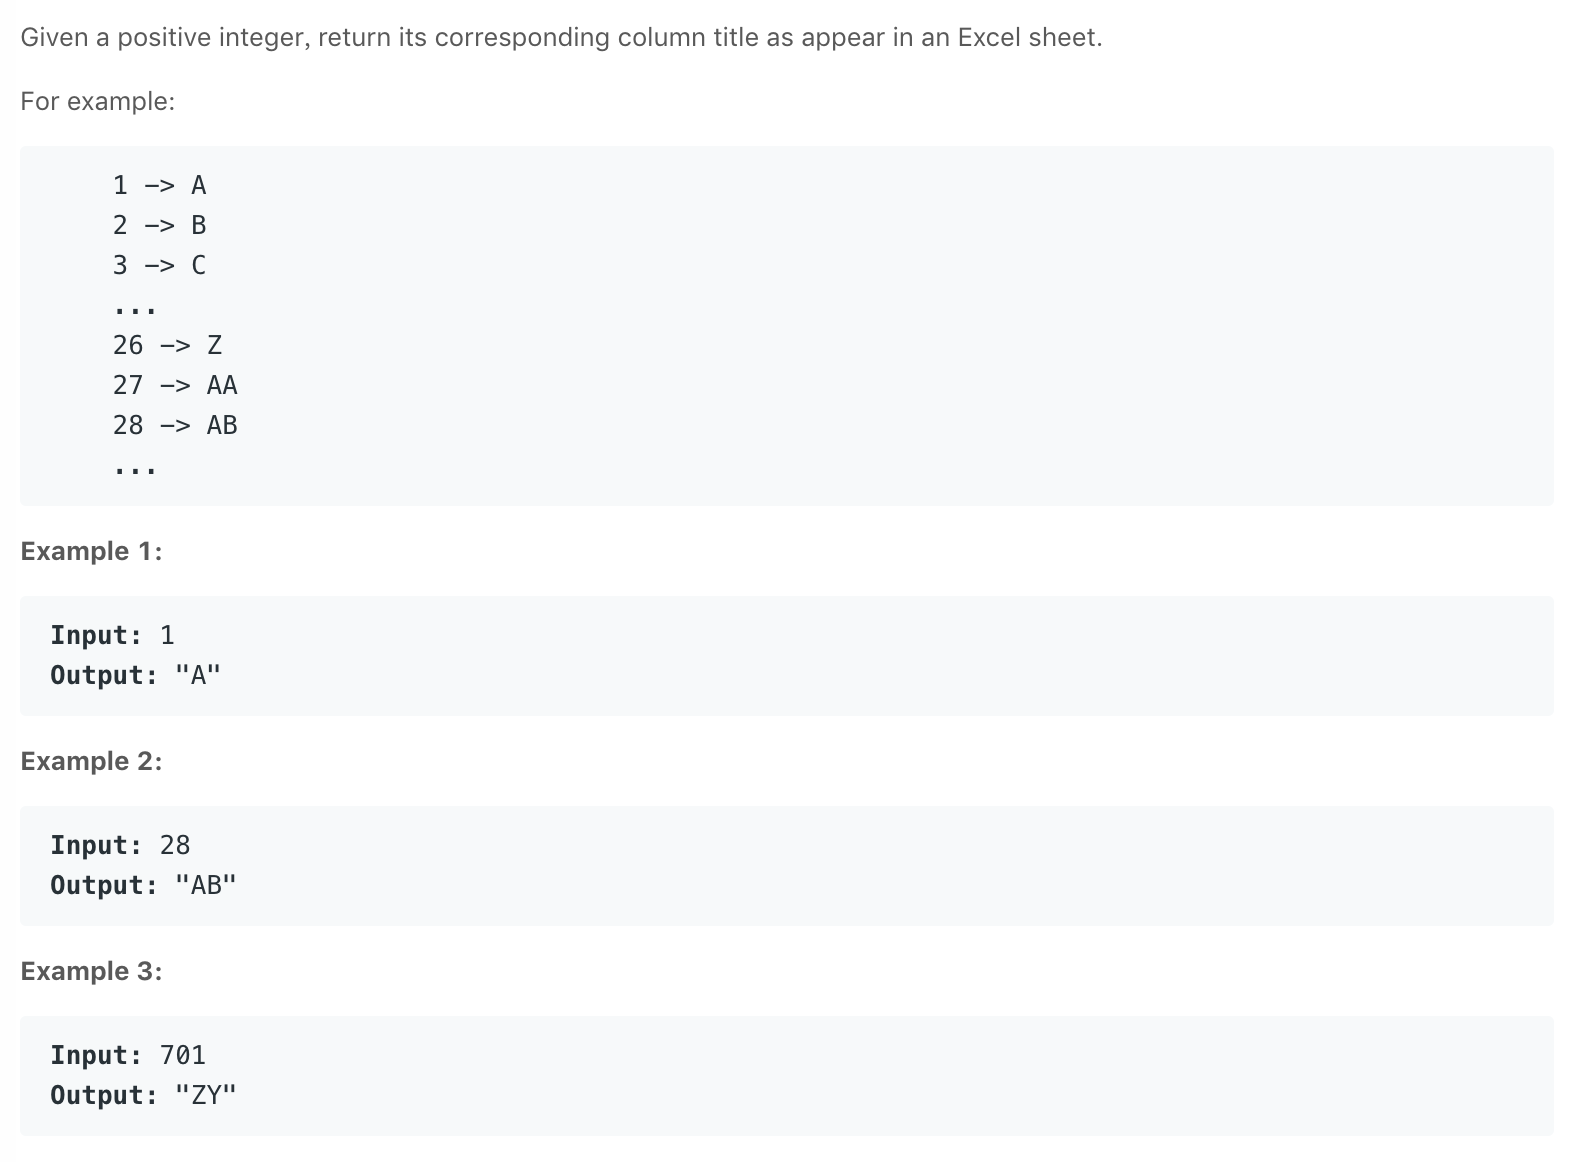 Given a positive integer, return its corresponding column title as appear in an Excel sheet.
For example:
1 -> A
2 -> B
3 -> C
...
26 -> Z
27 -> AA
28 -> AB
...
Example 1:
Input: 1
Output: "A"
Example 2:
Input: 28
Output: "AB"
Example 3:
Input: 701
Output: "ZY"